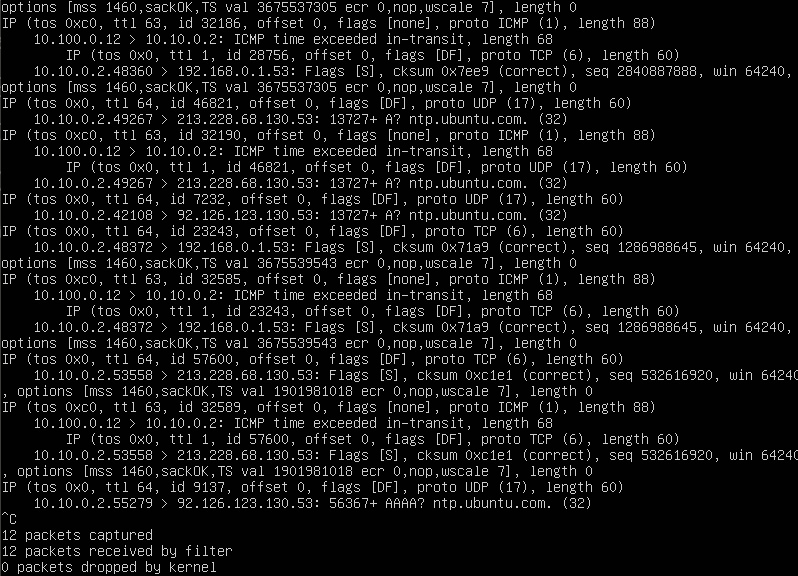 options [mss 1460,sackOK,TS val 3675537305 ecr 0,nop,wscale 7], length 0
IP (tos 0xc0, ttl 63, id 32186, offset 0, flags [none], proto ICMP (1), length 88)
    10.100.0.12 > 10.10.0.2: ICMP time exceeded in-transit, length 68
        IP (tos 0x0, ttl 1, id 28756, offset 0, flags [DF], proto TCP (6), length 60)
    10.10.0.2.48360 > 192.168.0.1.53: Flags [S], cksum 0x7ee9 (correct), seq 2840887888, win 64240,
options [mss 1460,sackOK,TS val 3675537305 ecr 0,nop,wscale 7], length 0
IP (tos 0x0, ttl 64, id 46821, offset 0, flags [DF], proto UDP (17), length 60)
    10.10.0.2.49267 > 213.228.68.130.53: 13727+ A? ntp.ubuntu.com. (32)
IP (tos 0xc0, ttl 63, id 32190, offset 0, flags [none], proto ICMP (1), length 88)
    10.100.0.12 > 10.10.0.2: ICMP time exceeded in-transit, length 68
        IP (tos 0x0, ttl 1, id 46821, offset 0, flags [DF], proto UDP (17), length 60)
    10.10.0.2.49267 > 213.228.68.130.53: 13727+ A? ntp.ubuntu.com. (32)
IP (tos 0x0, ttl 64, id 7232, offset 0, flags [DF], proto UDP (17), length 60)
    10.10.0.2.42108 > 92.126.123.130.53: 13727+ A? ntp.ubuntu.com. (32)
IP (tos 0x0, ttl 64, id 23243, offset 0, flags [DF], proto TCP (6), length 60)
    10.10.0.2.48372 > 192.168.0.1.53: Flags [S], cksum 0x71a9 (correct), seq 1286988645, win 64240,
options [mss 1460,sackOK,TS val 3675539543 ecr 0,nop,wscale 7], length 0
IP (tos 0xc0, ttl 63, id 32585, offset 0, flags [none], proto ICMP (1), length 88)
    10.100.0.12 > 10.10.0.2: ICMP time exceeded in-transit, length 68
        IP (tos 0x0, ttl 1, id 23243, offset 0, flags [DF], proto TCP (6), length 60)
    10.10.0.2.48372 > 192.168.0.1.53: Flags [S], cksum 0x71a9 (correct), seq 1286988645, win 64240,
options [mss 1460,sackOK,TS val 3675539543 ecr 0,nop,wscale 7], length 0
IP (tos 0x0, ttl 64, id 57600, offset 0, flags [DF], proto TCP (6), length 60)
    10.10.0.2.53558 > 213.228.68.130.53: Flags [S], cksum 0xc1e1 (correct), seq 532616920, win 64240
, options [mss 1460,sackOK,TS val 1901981018 ecr 0,nop,wscale 7], length 0
IP (tos 0xc0, ttl 63, id 32589, offset 0, flags [none], proto ICMP (1), length 88)
    10.100.0.12 > 10.10.0.2: ICMP time exceeded in-transit, length 68
        IP (tos 0x0, ttl 1, id 57600, offset 0, flags [DF], proto TCP (6), length 60)
    10.10.0.2.53558 > 213.228.68.130.53: Flags [S], cksum 0xc1e1 (correct), seq 532616920, win 64240
, options [mss 1460,sackOK,TS val 1901981018 ecr 0,nop,wscale 7], length 0
IP (tos 0x0, ttl 64, id 9137, offset 0, flags [DF], proto UDP (17), length 60)
    10.10.0.2.55279 > 92.126.123.130.53: 56367+ AAAA? ntp.ubuntu.com. (32)
^C
12 packets captured
12 packets received by filter
0 packets dropped by kernel